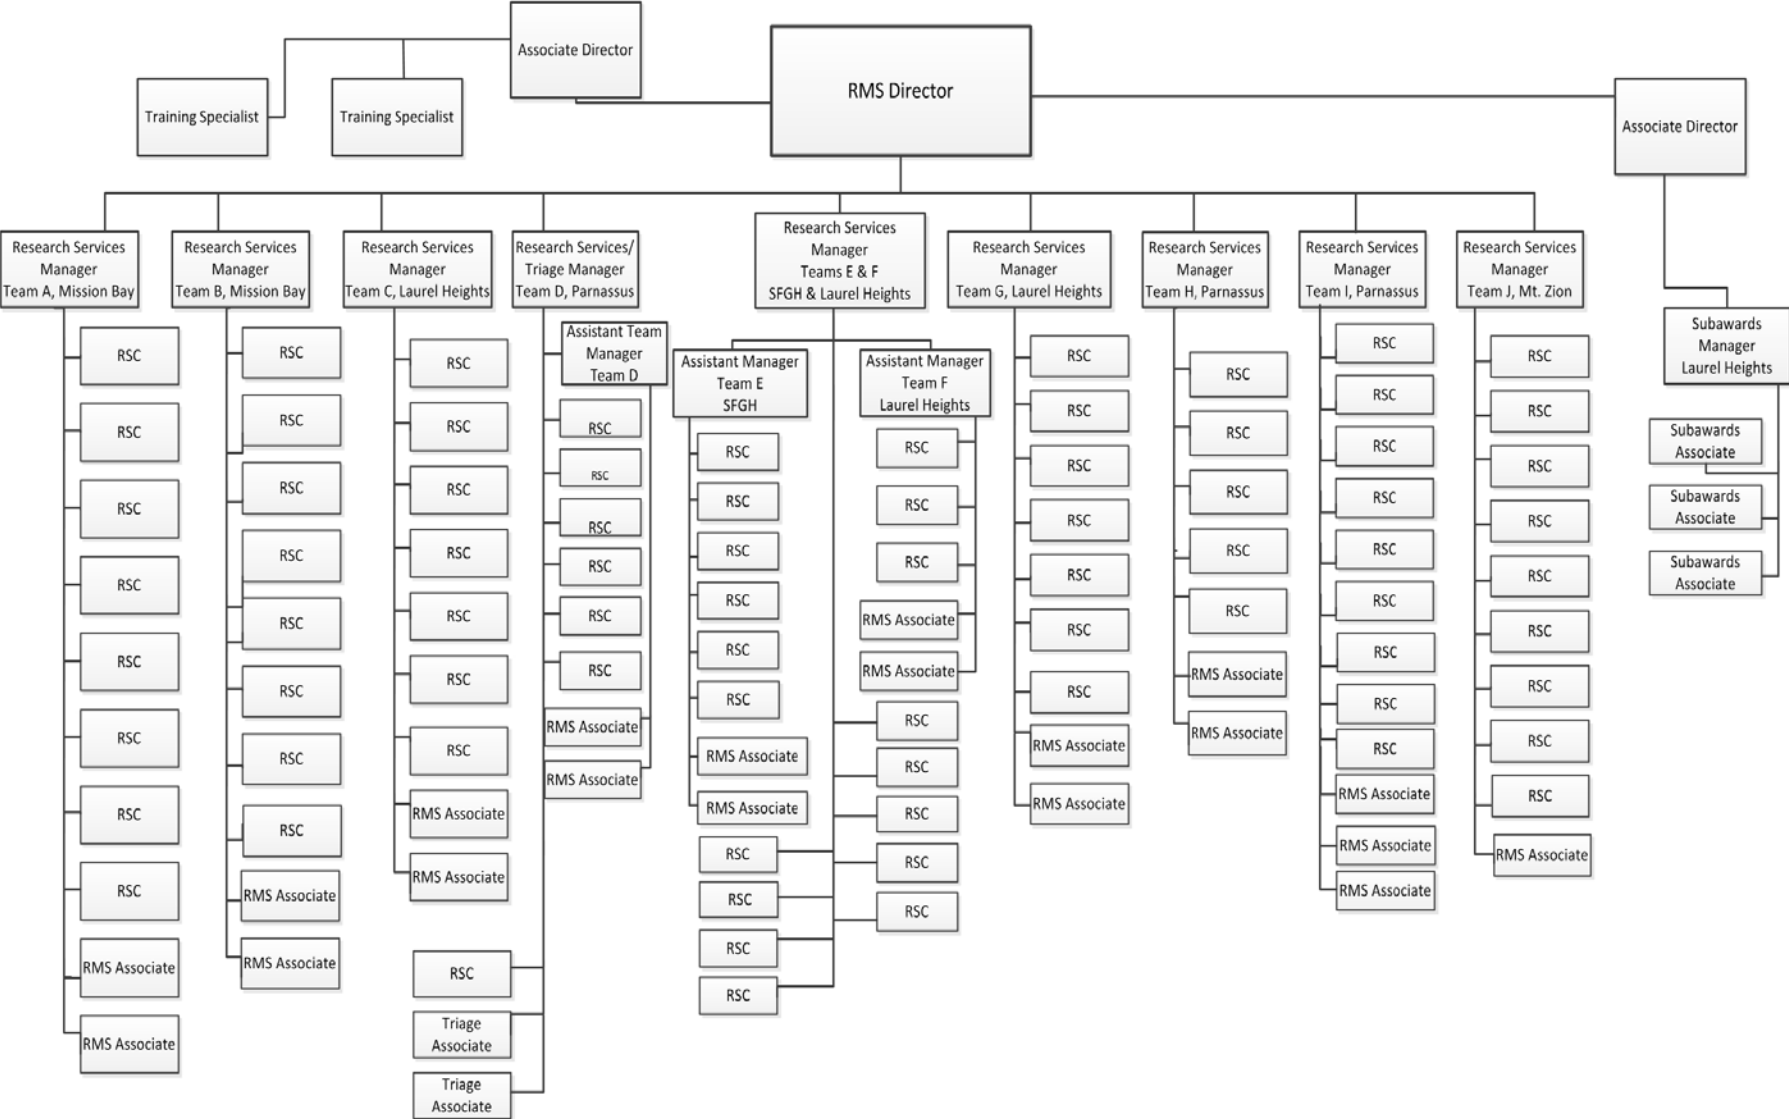 Associate Director
RMS Director
Training Specialist
Training Specialist
Associate Director
Research Services
Manager
Team A, Mission Bay
RSC
RSC
RSC
RSC
RSC
RSC
RSC
RSC
RMS Associate
RMS Associate
Research Services
Manager
Team B, Mission Bay
RSC
RSC
RSC
RSC
RSC
RSC
RSC
RSC
RMS Associate
RMS Associate
Research Services
Manager
Team C, Laurel Heights
RSC
RSC
RSC
RSC
RSC
RSC
RSC
RMS Associate
RMS Associate
Research Services/
Triage Manager
Team D, Parnassus
Assistant Team
Manager
Team D
RSC
RSC
RSC
RSC
RSC
RSC
RMS Associate
RMS Associate
RSC
Triage
Associate
Triage
Associate
Research Services
Manager
Teams E & F
SFGH & Laurel Heights
Assistant Manager
Team E
SFGH
RSC
RSC
RSC
RSC
RSC
RSC
RMS Associate
RMS Associate
RSC
RSC
RSC
RSC
Assistant Manager
Team F
Laurel Heights
RSC
RSC
RSC
RMS Associate
RMS Associate
RSC
RSC
RSC
RSC
RSC
Research Services
Manager
Team G, Laurel Heights
RSC
RSC
RSC
RSC
RSC
RSC
RSC
RMS Associate
RMS Associate
Research Services
Manager
Team H, Parnassus
RSC
RSC
RSC
RSC
RSC
RMS Associate
RMS Associate
Research Services
Manager
Team I, Parnassus
RSC
RSC
RSC
RSC
RSC
RSC
RSC
RSC
RSC
RMS Associate
RMS Associate
RMS Associate
Research Services
Manager
Team J, Mt. Zion
RSC
RSC
RSC
RSC
RSC
RSC
RSC
RSC
RSC
RMS Associate
Subawards
Manager
Laurel Heights
Subawards
Associate
Subawards
Associate
Subawards
Associate